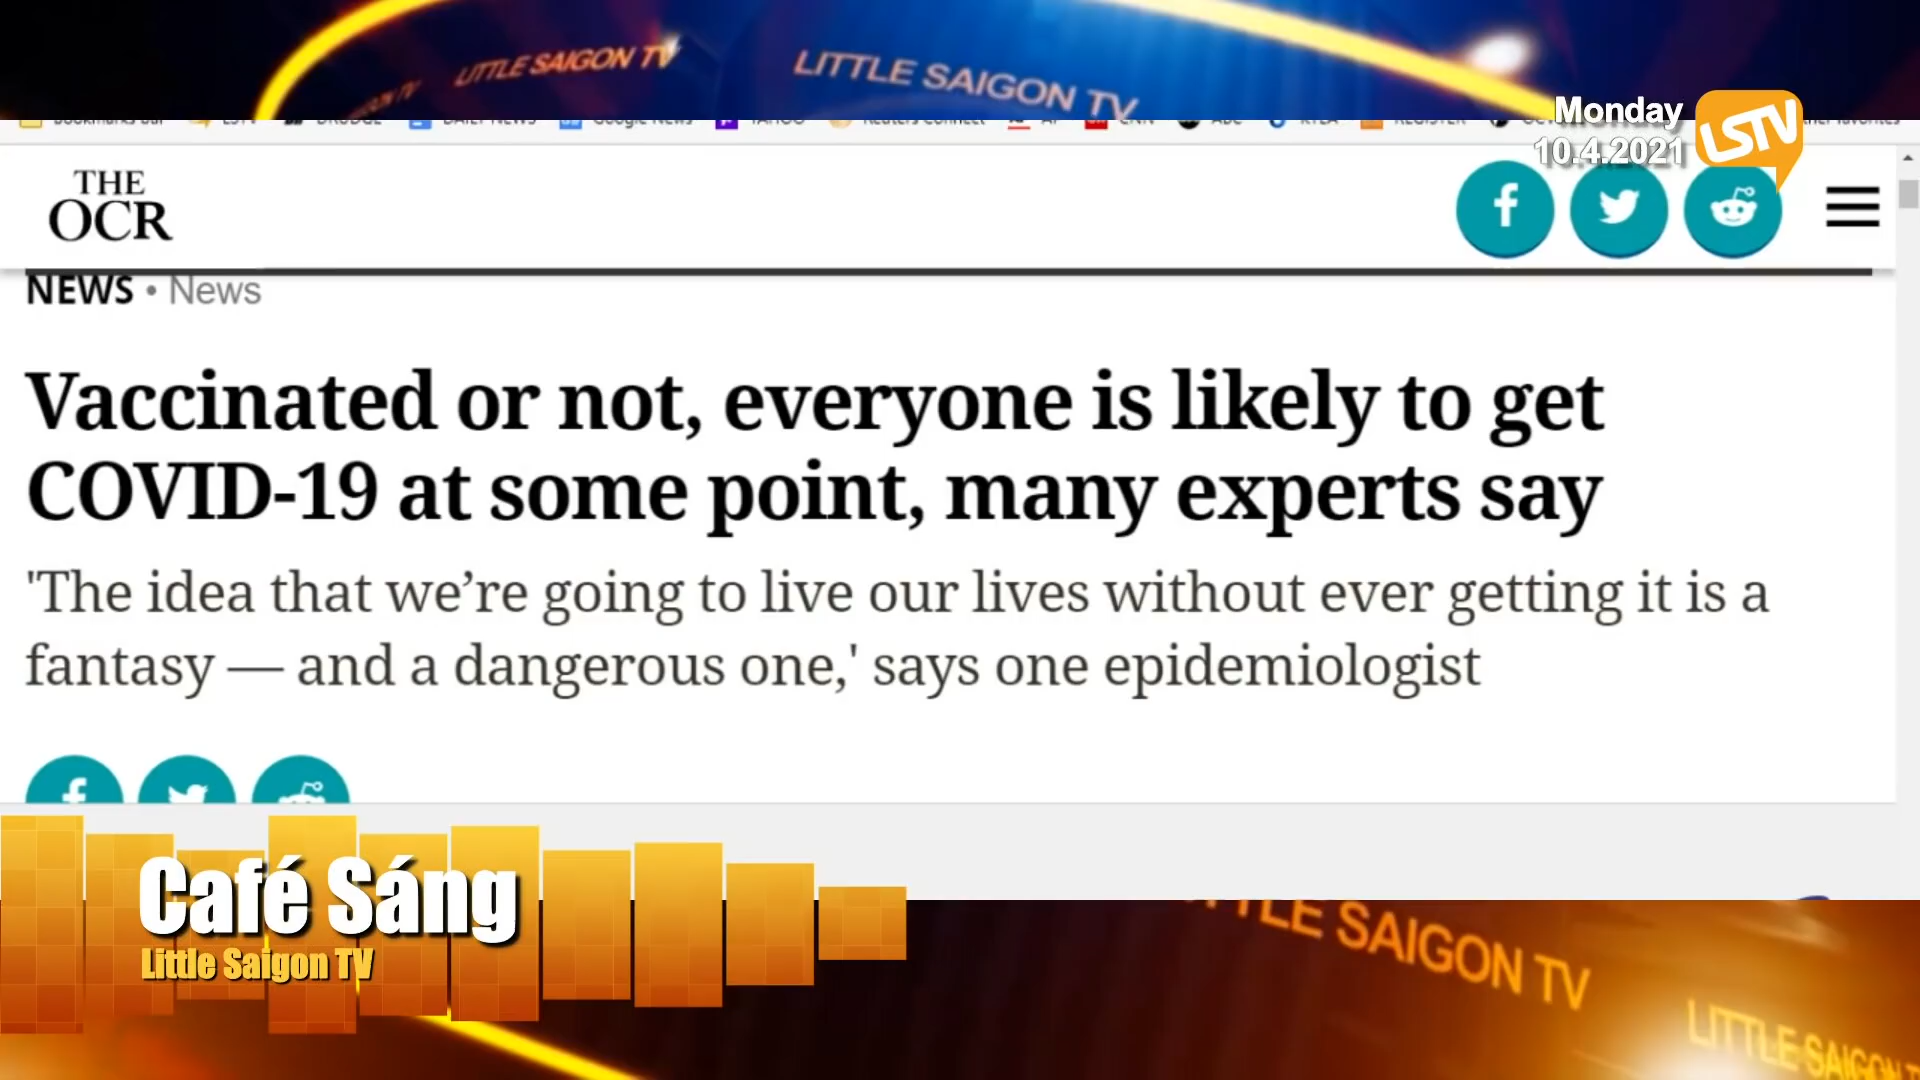 LITTLE SAIGON TV
LITTLE SAIGON TV
Monday
10.4.2021
LSTV
THE
OCR
NEWS • News
Vaccinated or not, everyone is likely to get
COVID-19 at some point, many experts say
'The idea that we’re going to live our lives without ever getting it is a
fantasy — and a dangerous one,' says one epidemiologist
Café Sáng
Little Saigon TV
LITTLE SAIGON TV
LITTLE SAIGON